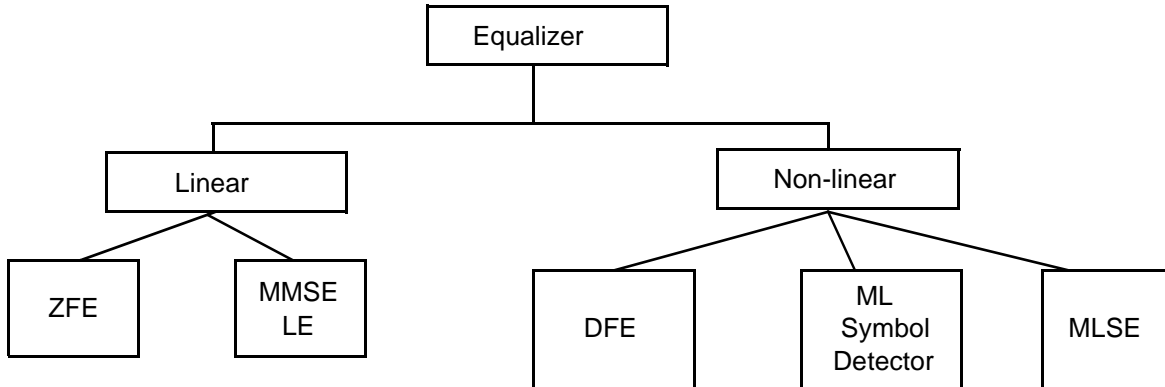 Equalizer
Linear
Non-linear
ZFE
MMSE
LE
DFE
ML
Symbol
Detector
MLSE